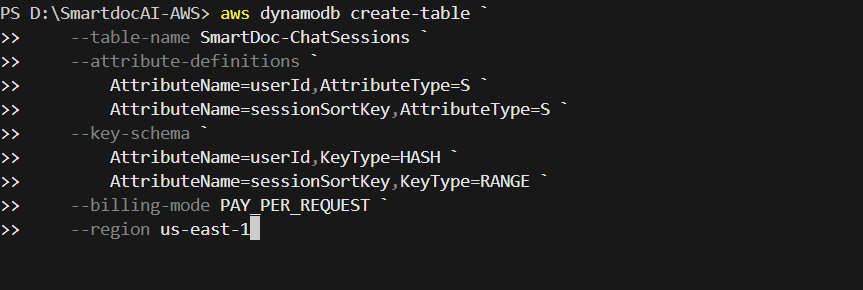 PS D:\SmartdocAI-AWS> aws dynamodb create-table `
>>     --table-name SmartDoc-ChatSessions `
>>     --attribute-definitions `
>>         AttributeName=userId,AttributeType=S `
>>         AttributeName=sessionSortKey,AttributeType=S `
>>     --key-schema `
>>         AttributeName=userId,KeyType=HASH `
>>         AttributeName=sessionSortKey,KeyType=RANGE `
>>     --billing-mode PAY_PER_REQUEST `
>>     --region us-east-1